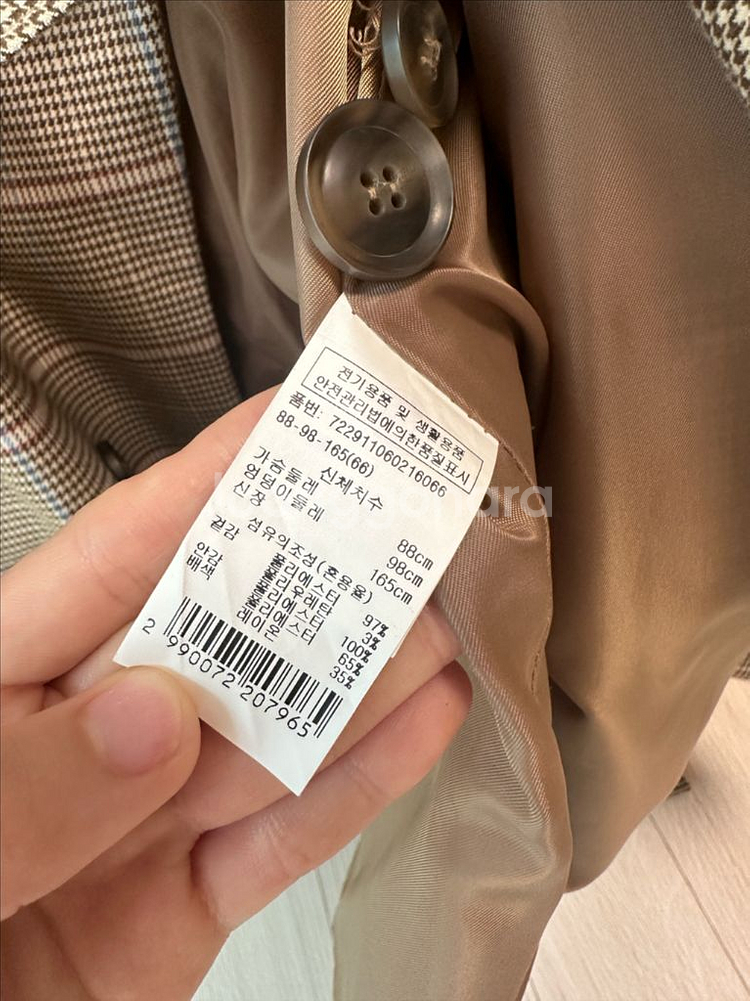 전기용품 및 생활용품
안전관리법에의한품질표시
품번: 722911060216066
88-98-165(66)
신체치수
가슴둘레 88cm
엉덩이둘레 98cm
신장 165cm
섬유의조성(혼용율)
겉감 폴리에스터 97%
폴리우레탄 3%
안감 폴리에스터 100%
배색 폴리에스터 65%
레이온 35%
2 990072 207965